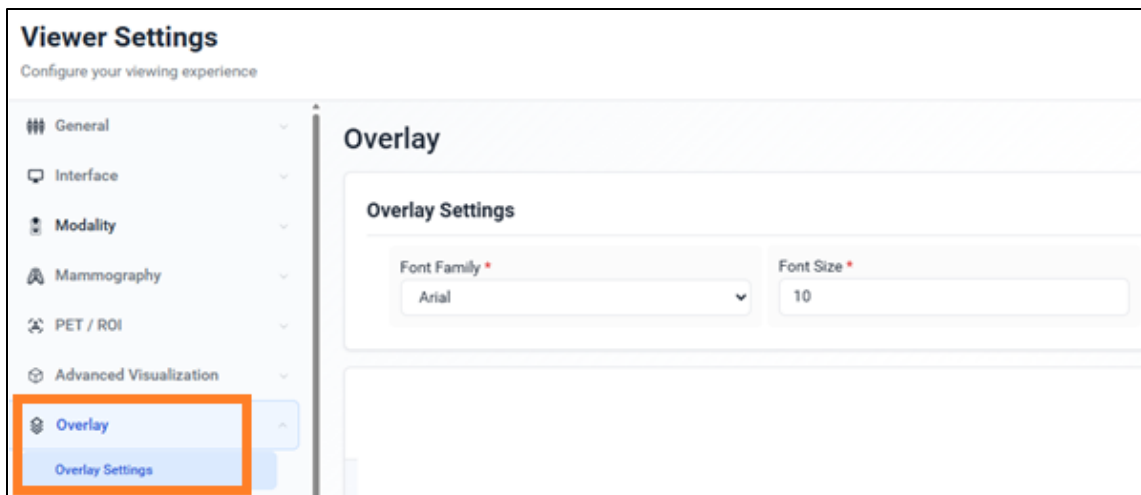 Viewer Settings
Configure your viewing experience
General
Interface
Modality
Mammography
PET / ROI
Advanced Visualization
Overlay
Overlay Settings
Overlay
Overlay Settings
Font Family *
Arial
Font Size *
10